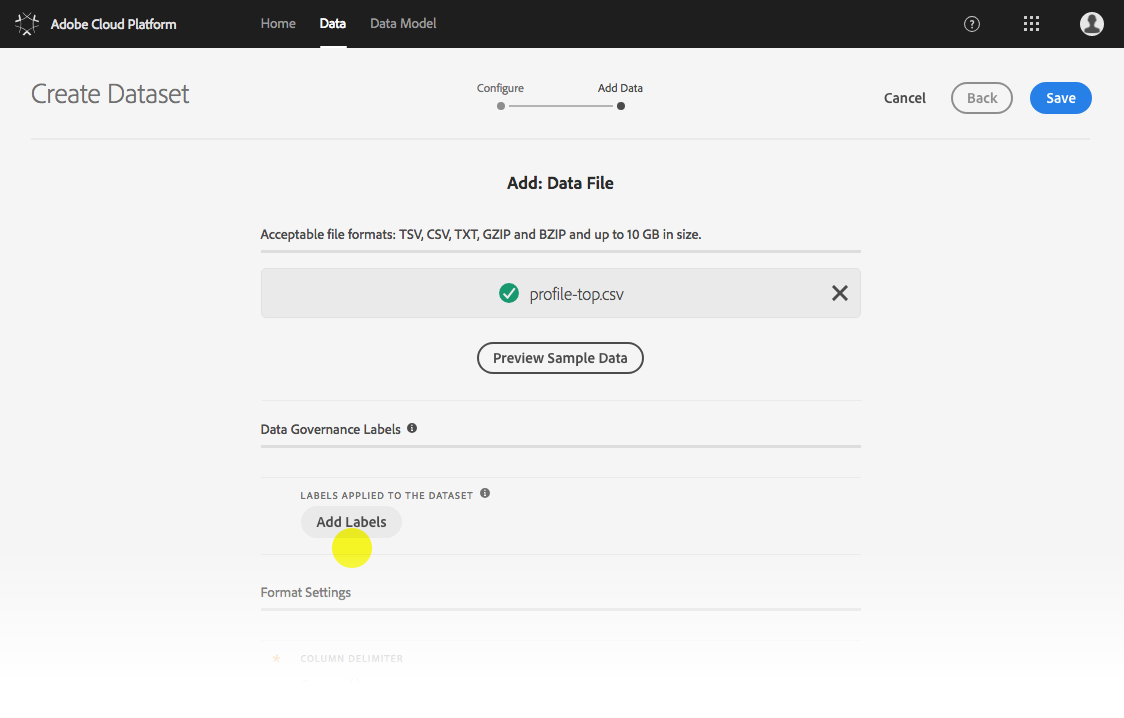 Adobe Cloud Platform Home Data Data Model
Create Dataset
Configure Add Data
Cancel Back Save
Add: Data File
Acceptable file formats: TSV, CSV, TXT, GZIP and BZIP and up to 10 GB in size.
profile-top.csv
Preview Sample Data
Data Governance Labels
LABELS APPLIED TO THE DATASET
Add Labels
Format Settings
* COLUMN DELIMITER